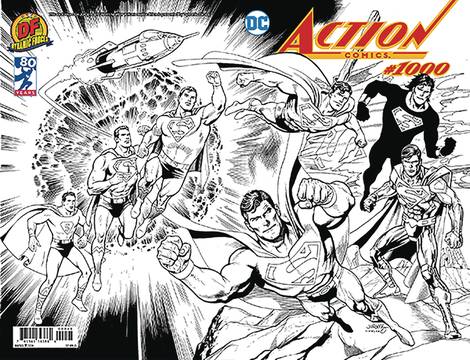 DF
DYNAMIC FORCES
80
YEARS
DC
ACTION
COMICS.
#1000